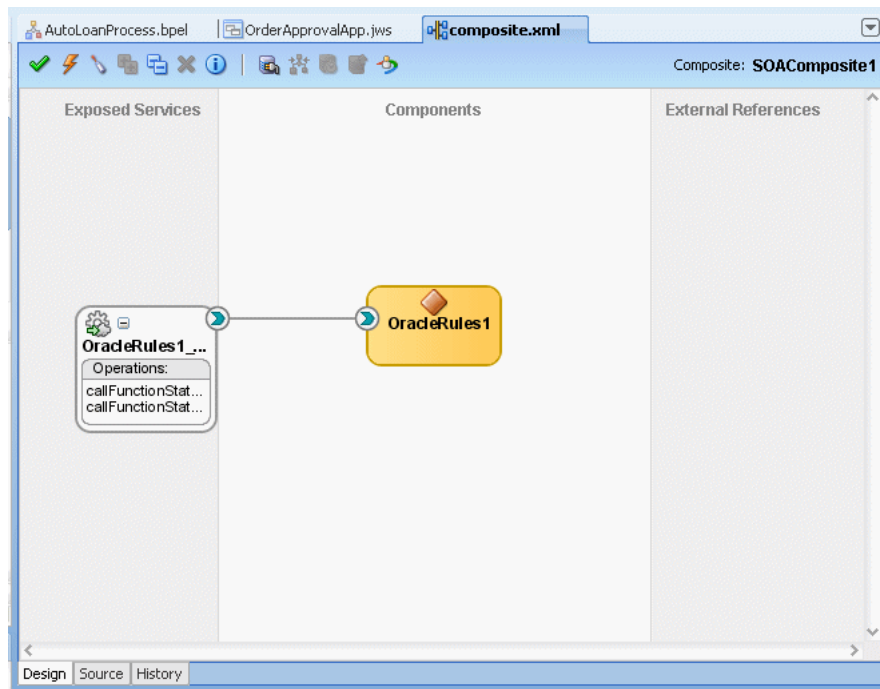 AutoLoanProcess.bpel OrderApprovalApp.jws composite.xml
Composite: SOAComposite1
Exposed Services Components External References
OracleRules1
OracleRules1_...
Operations:
callFunctionStat...
callFunctionStat...
Design Source History